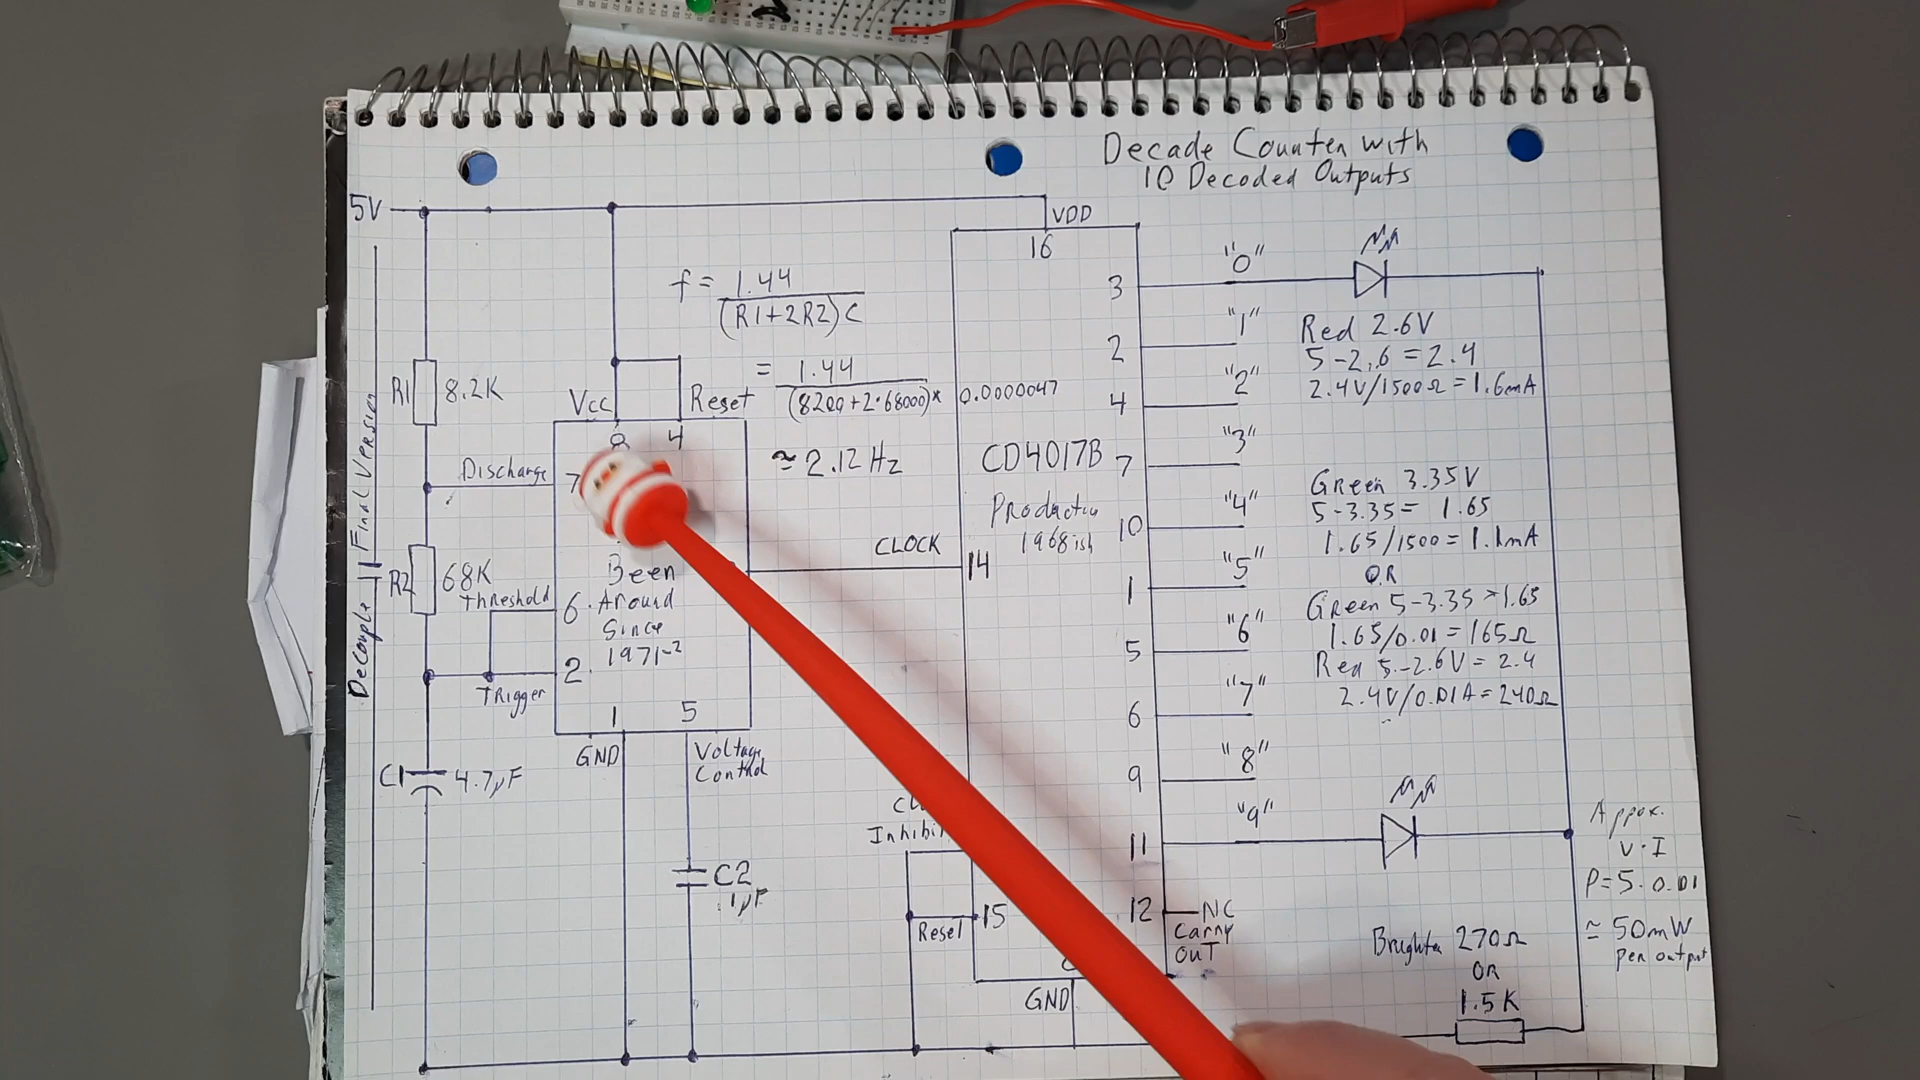 Decade Counter with
10 Decoded Outputs
5V
VDD
16
f = 1.44
(R1+2R2)C
= 1.44
(8200+2·68000)* 0.0000047
≈ 2.12 Hz
R1 8.2K
Vcc
Reset
8 4
Discharge
7
Decouple || Final Version
R2 68K
Threshold
6.
2.
Trigger
Been
Around
Since
1971-2
1 5
GND
Voltage
Control
C1 4.7µF
C2
.1µF
CLOCK
14
CD4017B
Production
1968ish
3 "0"
2 "1"
4 "2"
7 "3"
10 "4"
1 "5"
5 "6"
6 "7"
9 "8"
11 "9"
12 NC
Carry
OUT
Inhibi
Reset 15
GND
Red 2.6V
5-2.6 = 2.4
2.4V/1500Ω = 1.6mA
Green 3.35V
5-3.35 = 1.65
1.65/1500 = 1.1mA
OR
Green 5-3.35 = 1.65
1.65/0.01 = 165Ω
Red 5.-2.6V = 2.4
2.4V/0.01A = 240Ω
Appox.
V·I
P=5·0.01
≈ 50mW
per output
Brighter 270Ω
OR
1.5K